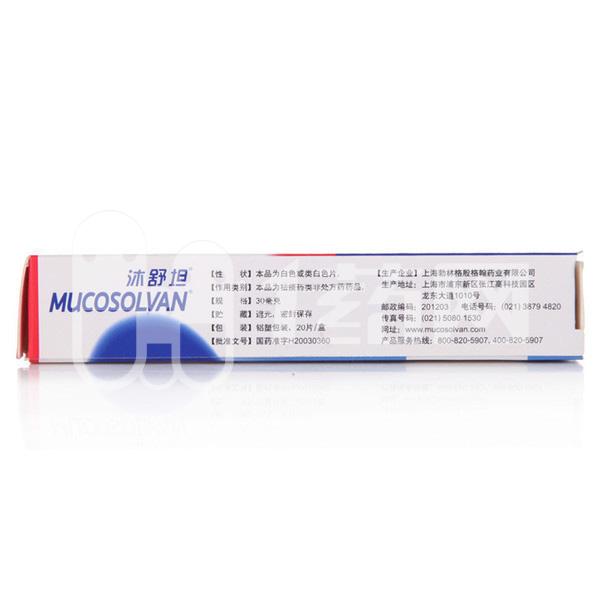 沐舒坦
MUCOSOLVAN
【性 状】本品为白色或类白色片。
【作用类别】本品为祛痰药类非处方药药品。
【规 格】30毫克
【贮 藏】遮光,密封保存
【包 装】铝塑包装,20片/盒
【批准文号】国药准字H20030360
【生产企业】上海勃林格殷格翰药业有限公司
生产地址:上海市浦东新区张江高科技园区
龙东大道1010号
邮政编码:201203 电话号码:(021) 3879 4820
传真号码:(021) 5080 1530
网址:www.mucosolvan.com
产品服务热线:800-820-5907, 400-820-5907